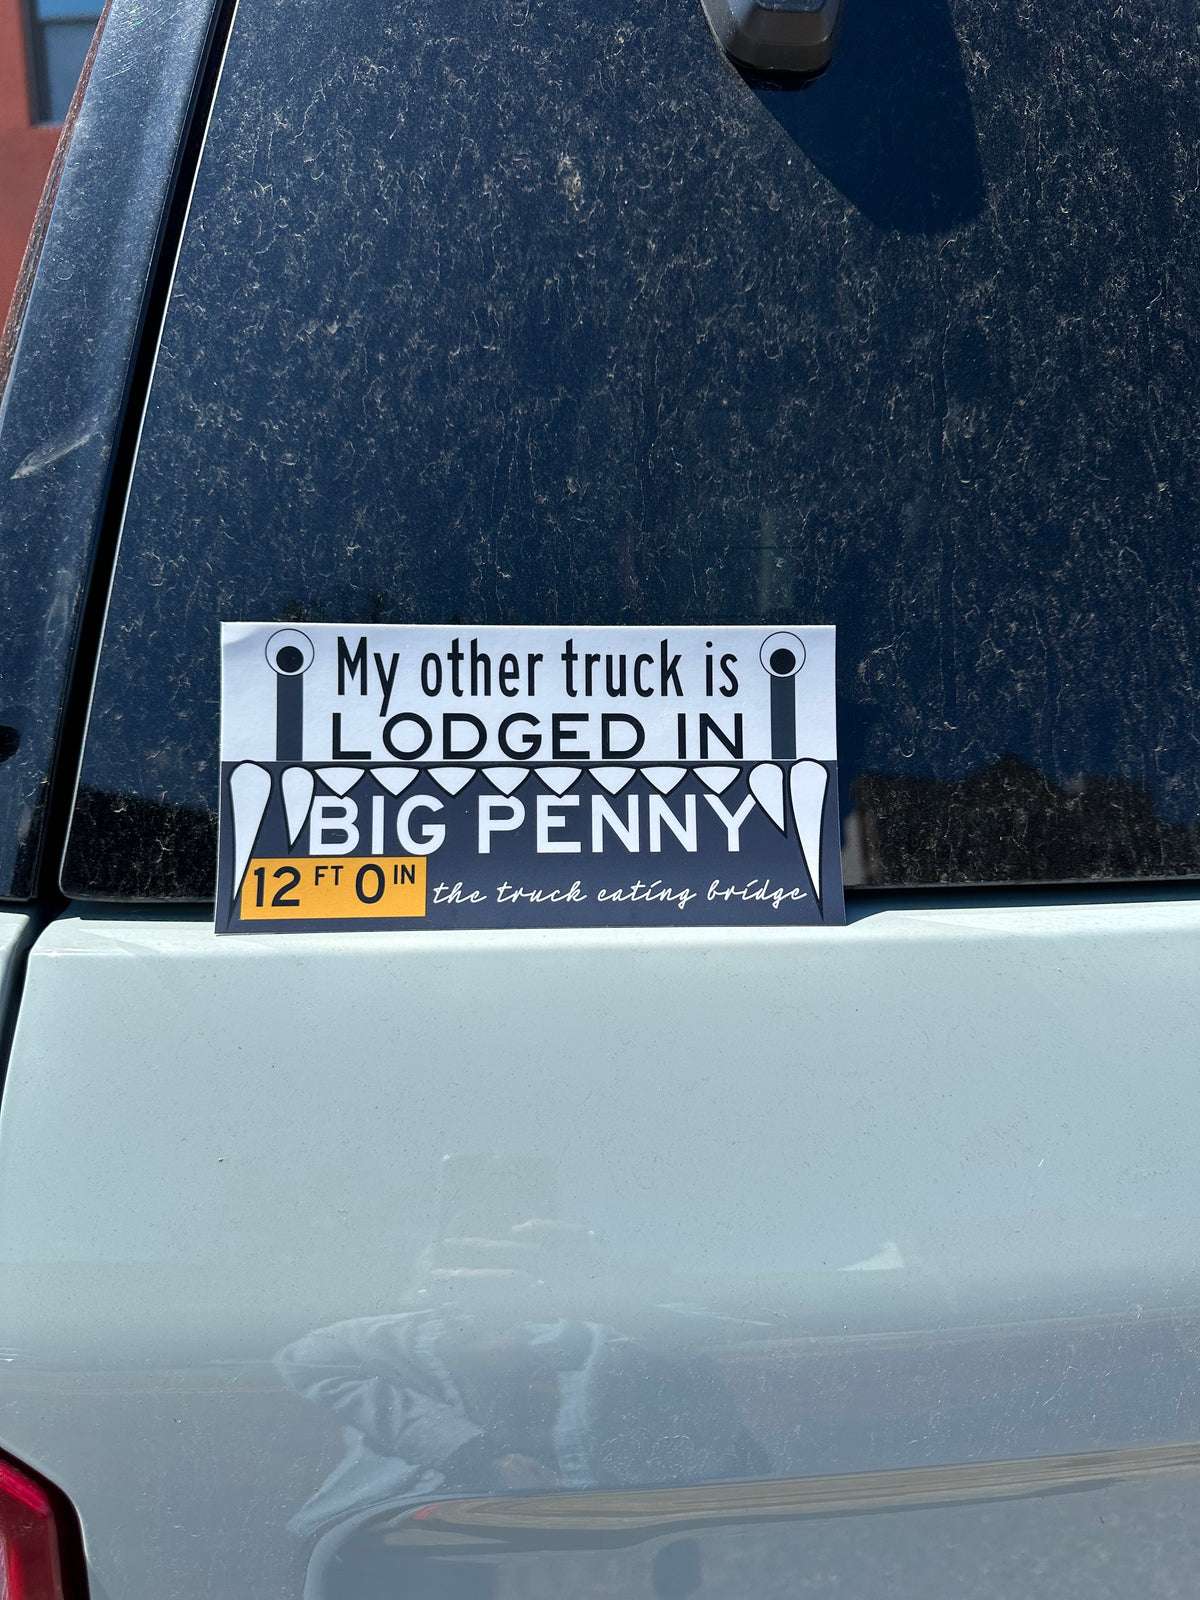 My other truck is
LODGED IN
BIG PENNY
12 FT 0 IN
the truck eating bridge